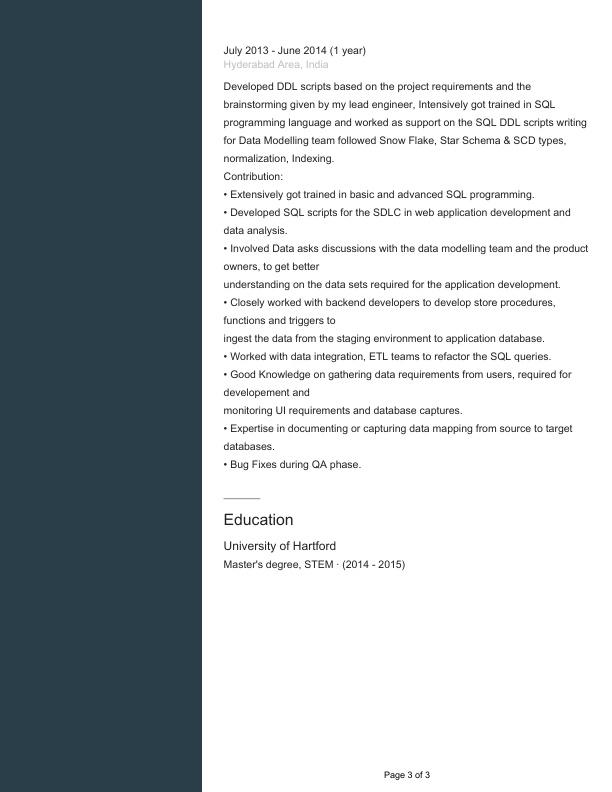 July 2013 - June 2014 (1 year)
Hyderabad Area, India
Developed DDL scripts based on the project requirements and the
brainstorming given by my lead engineer, Intensively got trained in SQL
programming language and worked as support on the SQL DDL scripts writing
for Data Modelling team followed Snow Flake, Star Schema & SCD types,
normalization, Indexing.
Contribution:
• Extensively got trained in basic and advanced SQL programming.
• Developed SQL scripts for the SDLC in web application development and
data analysis.
• Involved Data asks discussions with the data modelling team and the product
owners, to get better
understanding on the data sets required for the application development.
• Closely worked with backend developers to develop store procedures,
functions and triggers to
ingest the data from the staging environment to application database.
• Worked with data integration, ETL teams to refactor the SQL queries.
• Good Knowledge on gathering data requirements from users, required for
developement and
monitoring UI requirements and database captures.
• Expertise in documenting or capturing data mapping from source to target
databases.
• Bug Fixes during QA phase.
Education
University of Hartford
Master's degree, STEM · (2014 - 2015)
Page 3 of 3